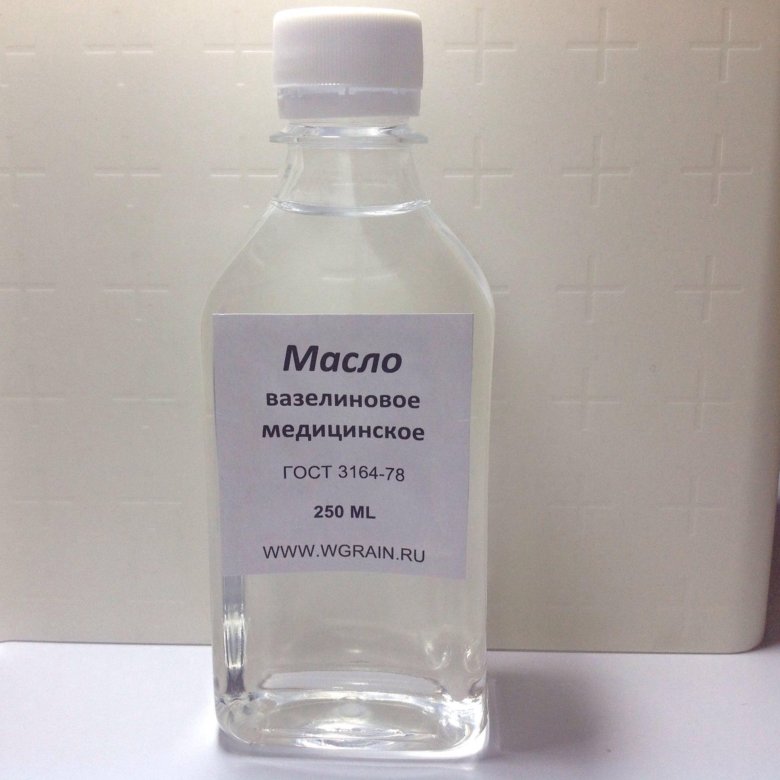 Масло
вазелиновое
медицинское
ГОСТ 3164-78
250 ML
WWW.WGRAIN.RU